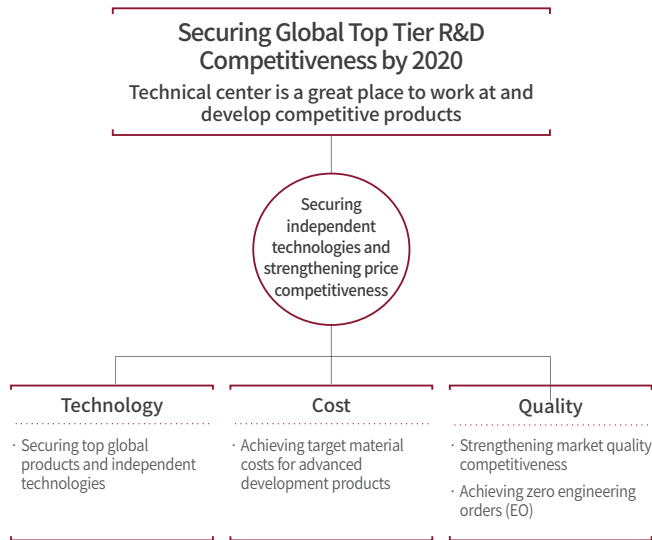 Securing Global Top Tier R&D
Competitiveness by 2020
Technical center is a great place to work at and
develop competitive products
Securing
independent
technologies and
strengthening price
competitiveness
Technology
· Securing top global
products and independent
technologies
Cost
· Achieving target material
costs for advanced
development products
Quality
· Strengthening market quality
competitiveness
· Achieving zero engineering
orders (EO)